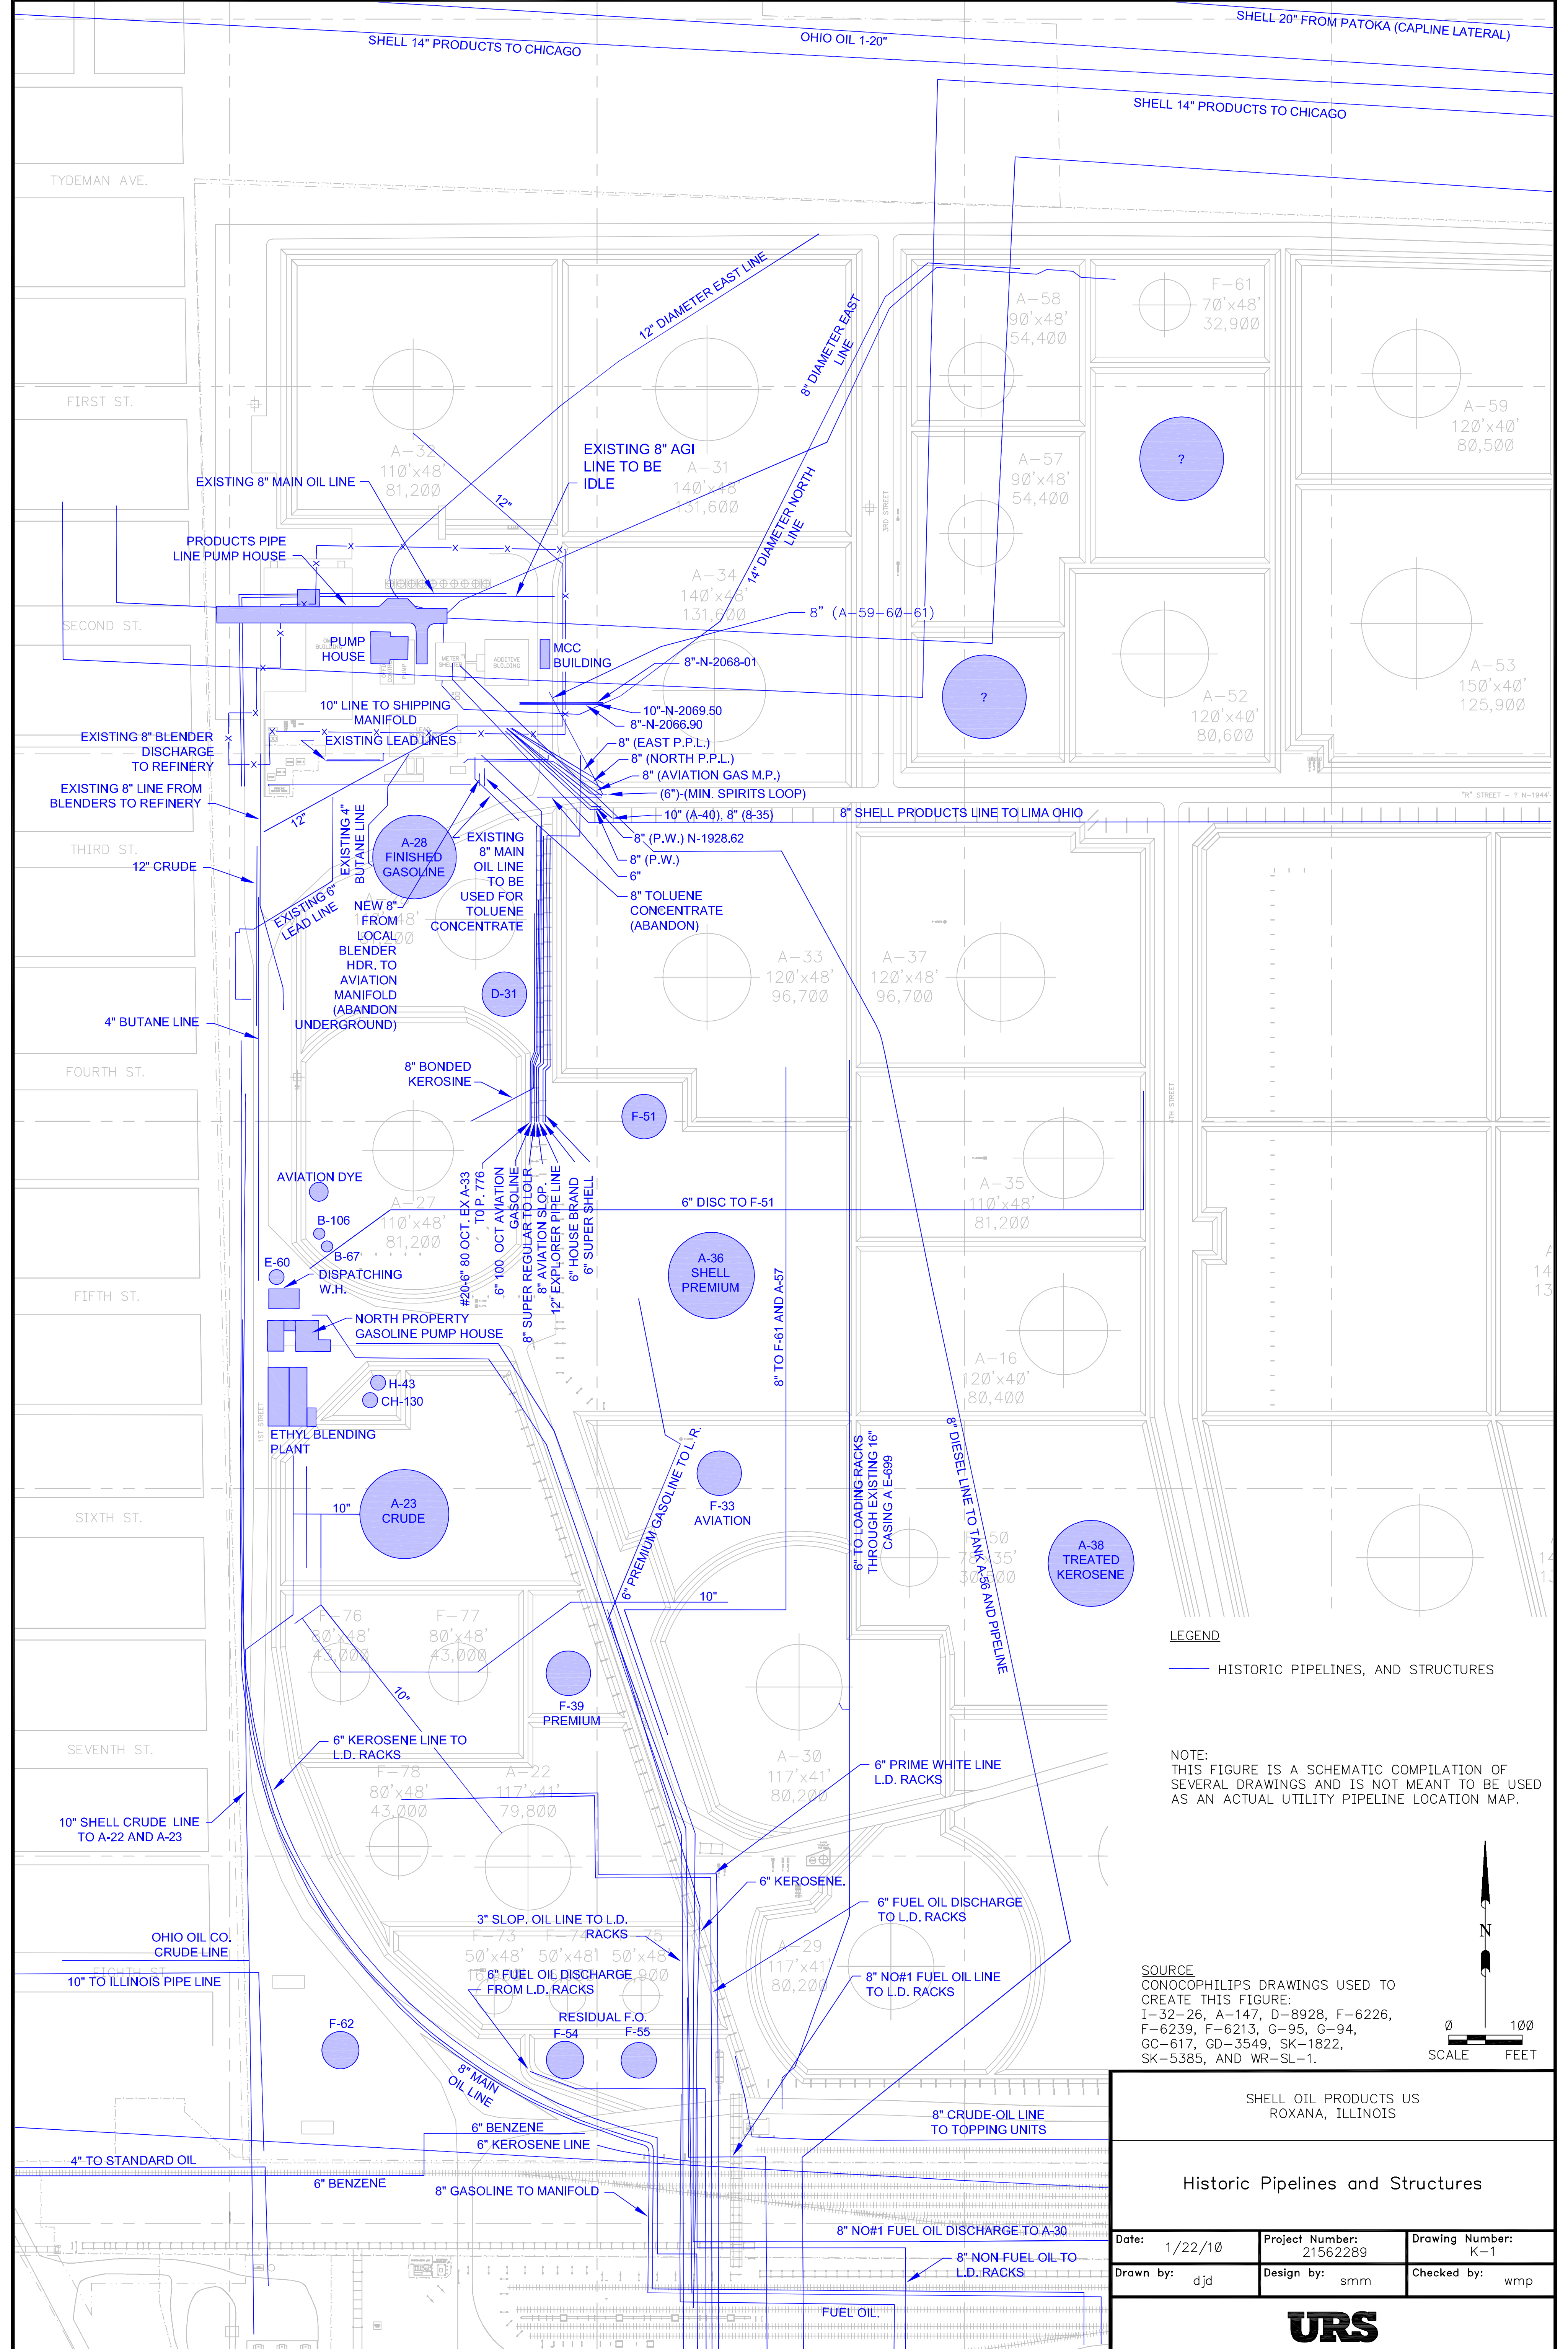 SHELL 20" FROM PATOKA (CAPLINE LATERAL)
OHIO OIL 1-20"
SHELL 14" PRODUCTS TO CHICAGO
SHELL 14" PRODUCTS TO CHICAGO
TYDEMAN AVE.
12" DIAMETER EAST LINE
8" DIAMETER EAST
LINE
A-58
90'x48'
54,400
F-61
70'x48'
32,900
FIRST ST.
A-59
120'x40'
80,500
A-32
110'x48'
81,200
EXISTING 8" AGI
LINE TO BE
IDLE
A-31
140'x48'
131,600
A-57
90'x48'
54,400
?
EXISTING 8" MAIN OIL LINE
12"
14" DIAMETER NORTH
LINE
3RD STREET
PRODUCTS PIPE
LINE PUMP HOUSE
A-34
140'x48'
131,600
8" (A-59-60-61)
SECOND ST.
PUMP
HOUSE
METER
SHELTER
ADDITIVE
BUILDING
MCC
BUILDING
8"-N-2068-01
?
A-52
120'x40'
80,600
A-53
150'x40'
125,900
10" LINE TO SHIPPING
MANIFOLD
10"-N-2069.50
8"-N-2066.90
EXISTING 8" BLENDER
DISCHARGE
TO REFINERY
EXISTING LEAD LINES
8" (EAST P.P.L.)
8" (NORTH P.P.L.)
8" (AVIATION GAS M.P.)
(6")-(MIN. SPIRITS LOOP)
EXISTING 8" LINE FROM
BLENDERS TO REFINERY
12"
EXISTING 4"
BUTANE LINE
10" (A-40), 8" (8-35)
8" SHELL PRODUCTS LINE TO LIMA OHIO
"R" STREET - ? N-1944'
THIRD ST.
12" CRUDE
A-28
FINISHED
GASOLINE
EXISTING
8" MAIN
OIL LINE
TO BE
USED FOR
TOLUENE
CONCENTRATE
8" (P.W.) N-1928.62
8" (P.W.)
6"
8" TOLUENE
CONCENTRATE
(ABANDON)
EXISTING 6"
LEAD LINE
NEW 8"
FROM
LOCAL
BLENDER
HDR. TO
AVIATION
MANIFOLD
(ABANDON
UNDERGROUND)
A-33
120'x48'
96,700
A-37
120'x48'
96,700
D-31
4" BUTANE LINE
FOURTH ST.
8" BONDED
KEROSINE
F-51
4TH STREET
AVIATION DYE
B-106
B-67
E-60
DISPATCHING
W.H.
A-27
110'x48'
81,200
#20-6" 80 OCT. EX A-33
TO P. 776
6" 100 OCT AVIATION
GASOLINE
8" SUPER REGULAR TO LOLR
8" AVIATION SLOP.
12" EXPLORER PIPE LINE
6" HOUSE BRAND
6" SUPER SHELL
6" DISC TO F-51
A-35
110'x48'
81,200
A-36
SHELL
PREMIUM
8" TO F-61 AND A-57
FIFTH ST.
NORTH PROPERTY
GASOLINE PUMP HOUSE
A-16
120'x40'
80,400
H-43
CH-130
1ST STREET
ETHYL BLENDING
PLANT
A-23
CRUDE
10"
6" PREMIUM GASOLINE TO L. R.
F-33
AVIATION
6" TO LOADING RACKS
THROUGH EXISTING 16"
CASING A E-699
8" DIESEL LINE TO TANK A-56 AND PIPELINE
A-38
TREATED
KEROSENE
SIXTH ST.
10"
F-76
80'x48'
43,000
F-77
80'x48'
43,000
LEGEND
HISTORIC PIPELINES, AND STRUCTURES
F-39
PREMIUM
10"
SEVENTH ST.
6" KEROSENE LINE TO
L.D. RACKS
A-30
117'x41'
80,200
6" PRIME WHITE LINE
L.D. RACKS
NOTE:
THIS FIGURE IS A SCHEMATIC COMPILATION OF
SEVERAL DRAWINGS AND IS NOT MEANT TO BE USED
AS AN ACTUAL UTILITY PIPELINE LOCATION MAP.
F-78
80'x48'
43,000
A-22
117'x41'
79,800
10" SHELL CRUDE LINE
TO A-22 AND A-23
6" KEROSENE.
6" FUEL OIL DISCHARGE
TO L.D. RACKS
3" SLOP. OIL LINE TO L.D.
RACKS
F-73
50'x48'
50'x48'
50'x48'
OHIO OIL CO.
CRUDE LINE
EIGHTH ST.
10" TO ILLINOIS PIPE LINE
6" FUEL OIL DISCHARGE
FROM L.D. RACKS
A-29
117'x41'
80,200
8" NO#1 FUEL OIL LINE
TO L.D. RACKS
N
SOURCE
CONOCOPHILIPS DRAWINGS USED TO
CREATE THIS FIGURE:
I-32-26, A-147, D-8928, F-6226,
F-6239, F-6213, G-95, G-94,
GC-617, GD-3549, SK-1822,
SK-5385, AND WR-SL-1.
0 100
SCALE FEET
RESIDUAL F.O.
F-62
F-54
F-55
8" MAIN
OIL LINE
SHELL OIL PRODUCTS US
ROXANA, ILLINOIS
8" CRUDE-OIL LINE
TO TOPPING UNITS
6" BENZENE
6" KEROSENE LINE
4" TO STANDARD OIL
6" BENZENE
8" GASOLINE TO MANIFOLD
Historic Pipelines and Structures
8" NO#1 FUEL OIL DISCHARGE TO A-30
8" NON FUEL OIL TO
L.D. RACKS
FUEL OIL.
Date: 1/22/10
Project Number: 21562289
Drawing Number: K-1
Drawn by: djd
Design by: smm
Checked by: wmp
URS